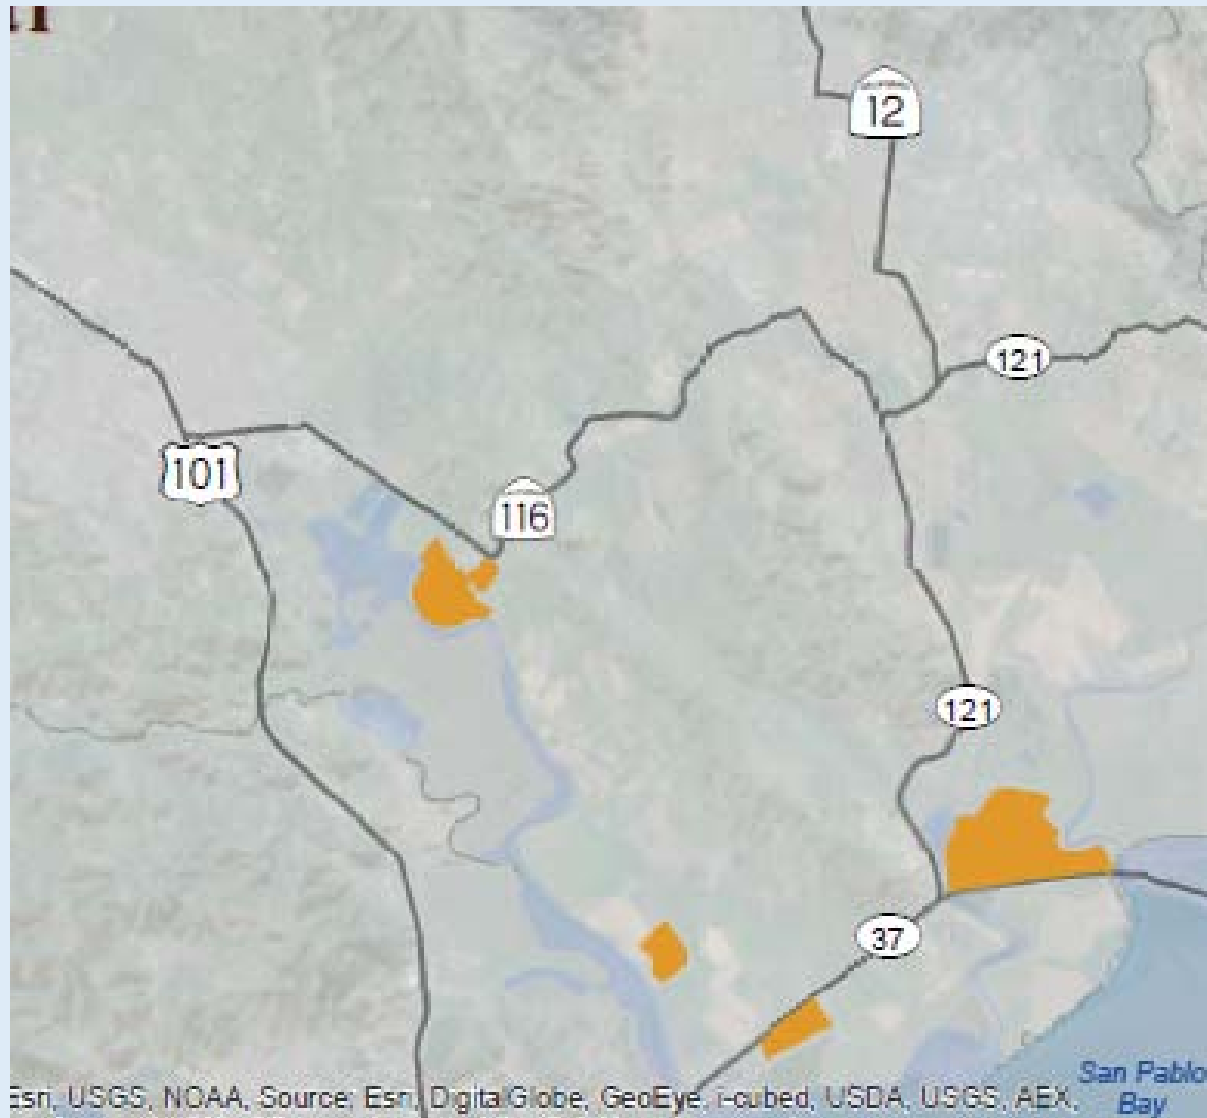 12
121
101
116
121
37
San Pablo
Bay
Esri, USGS, NOAA, Source: Esri, DigitalGlobe, GeoEye, i-cubed, USDA, USGS, AEX,